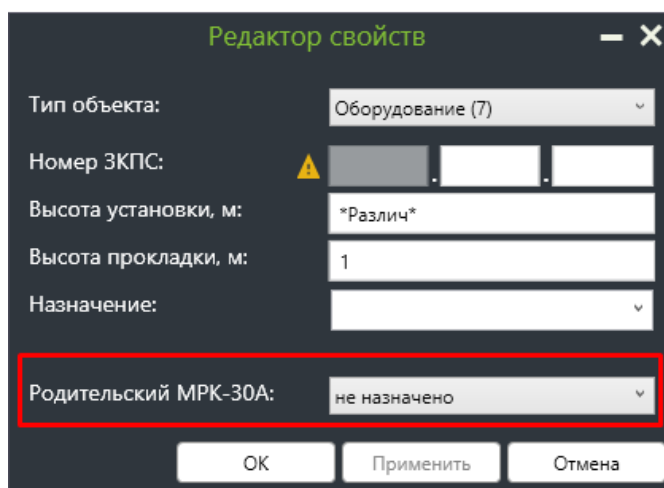 Редактор свойств
Тип объекта: Оборудование (7)
Номер ЗКПС: . .
Высота установки, м: *Различ*
Высота прокладки, м: 1
Назначение:
Родительский МРК-30А: не назначено
ОК Применить Отмена